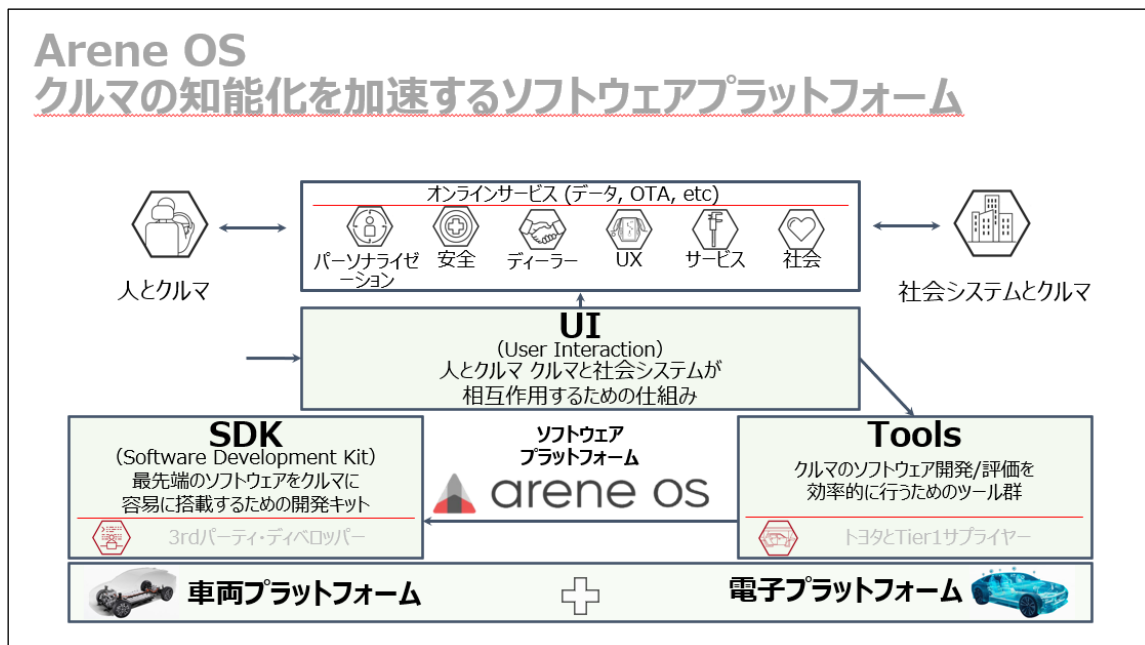 Arene OS
クルマの知能化を加速するソフトウェアプラットフォーム
オンラインサービス (データ, OTA, etc)
パーソナライゼ
ーション
安全
ディーラー
UX
サービス
社会
人とクルマ
社会システムとクルマ
UI
（User Interaction）
人とクルマ クルマと社会システムが
相互作用するための仕組み
SDK
（Software Development Kit）
最先端のソフトウェアをクルマに
容易に搭載するための開発キット
3rdパーティ・ディベロッパー
ソフトウェア
プラットフォーム
arene os
Tools
クルマのソフトウェア開発/評価を
効率的に行うためのツール群
トヨタとTier1サプライヤー
車両プラットフォーム
電子プラットフォーム